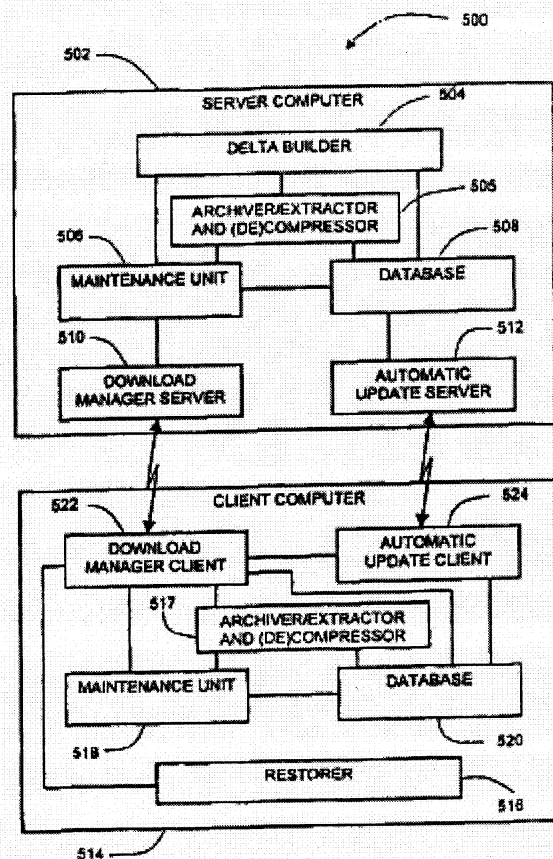 500
502
SERVER COMPUTER
504
DELTA BUILDER
505
ARCHIVER/EXTRACTOR
AND (DE)COMPRESSOR
506
508
MAINTENANCE UNIT
DATABASE
510
512
DOWNLOAD
MANAGER SERVER
AUTOMATIC
UPDATE SERVER
CLIENT COMPUTER
522
524
DOWNLOAD
MANAGER CLIENT
AUTOMATIC
UPDATE CLIENT
517
ARCHIVER/EXTRACTOR
AND (DE)COMPRESSOR
MAINTENANCE UNIT
DATABASE
518
520
RESTORER
516
514